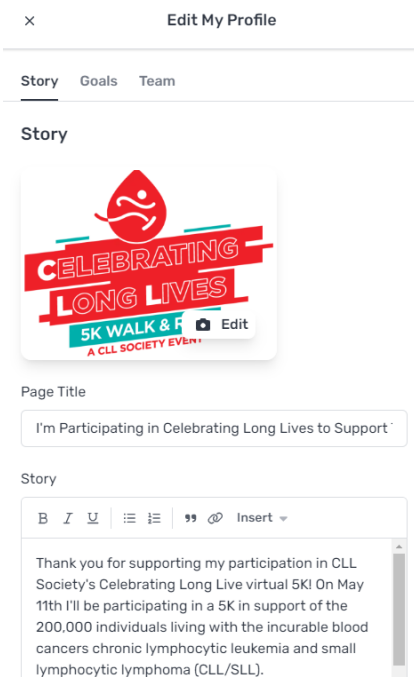 Edit My Profile
Story Goals Team
Story
CELEBRATING
LONG LIVES
5K WALK & R
A CLL SOCIETY EVENT
Edit
Page Title
I'm Participating in Celebrating Long Lives to Support
Story
B I U Insert
Thank you for supporting my participation in CLL
Society's Celebrating Long Live virtual 5K! On May
11th I'll be participating in a 5K in support of the
200,000 individuals living with the incurable blood
cancers chronic lymphocytic leukemia and small
lymphocytic lymphoma (CLL/SLL).